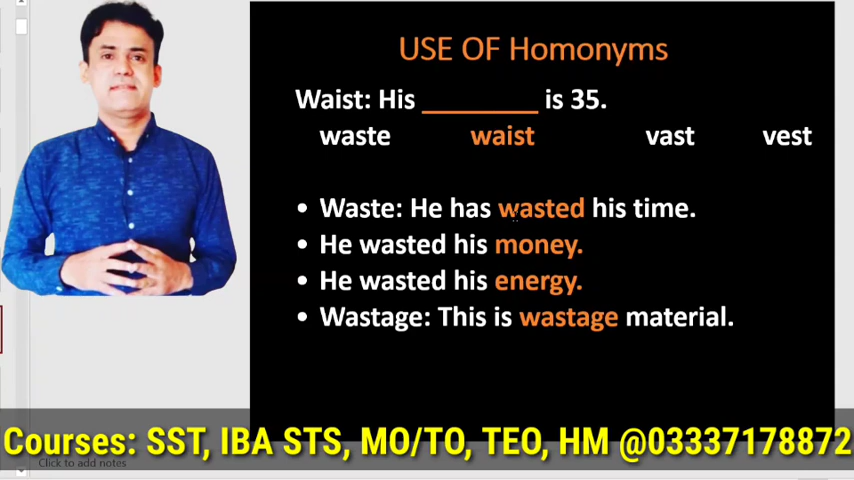 USE OF Homonyms
Waist: His ________ is 35.
waste waist vast vest
• Waste: He has wasted his time.
• He wasted his money.
• He wasted his energy.
• Wastage: This is wastage material.
Courses: SST, IBA STS, MO/TO, TEO, HM @03337178872
Click to add notes